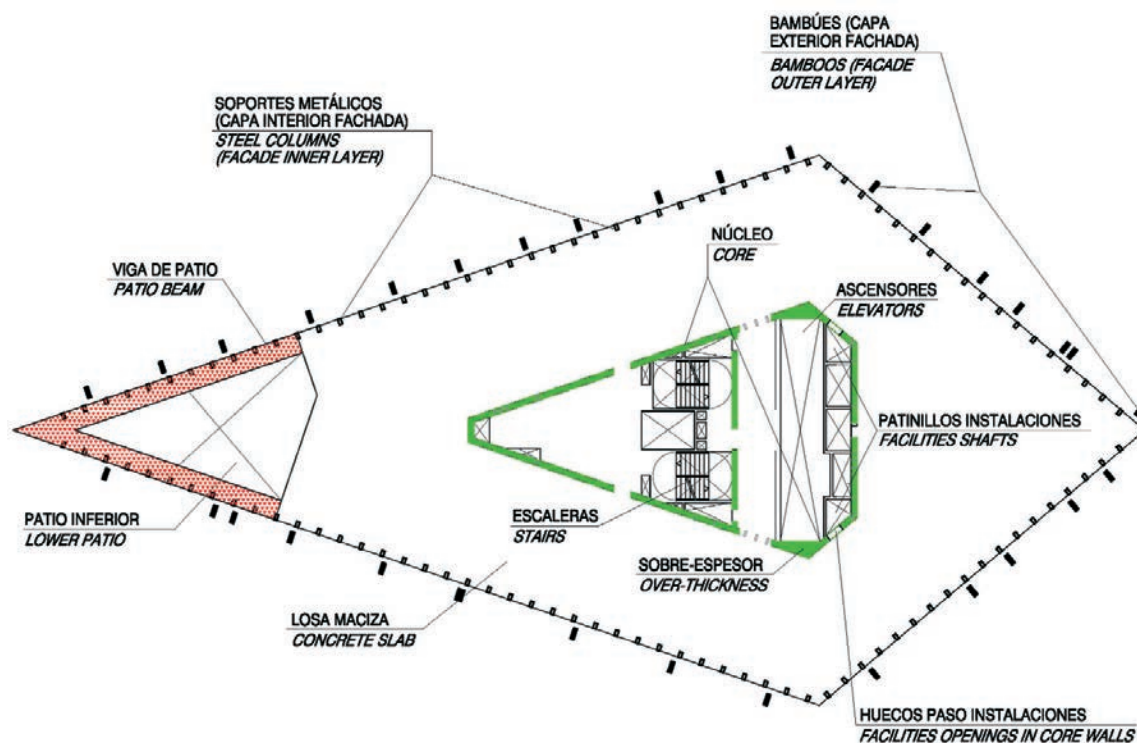 BAMBÚES (CAPA
EXTERIOR FACHADA)
BAMBOOS (FACADE
OUTER LAYER)
SOPORTES METÁLICOS
(CAPA INTERIOR FACHADA)
STEEL COLUMNS
(FACADE INNER LAYER)
NÚCLEO
CORE
VIGA DE PATIO
PATIO BEAM
ASCENSORES
ELEVATORS
PATINILLOS INSTALACIONES
FACILITIES SHAFTS
PATIO INFERIOR
LOWER PATIO
ESCALERAS
STAIRS
SOBRE-ESPESOR
OVER-THICKNESS
LOSA MACIZA
CONCRETE SLAB
HUECOS PASO INSTALACIONES
FACILITIES OPENINGS IN CORE WALLS